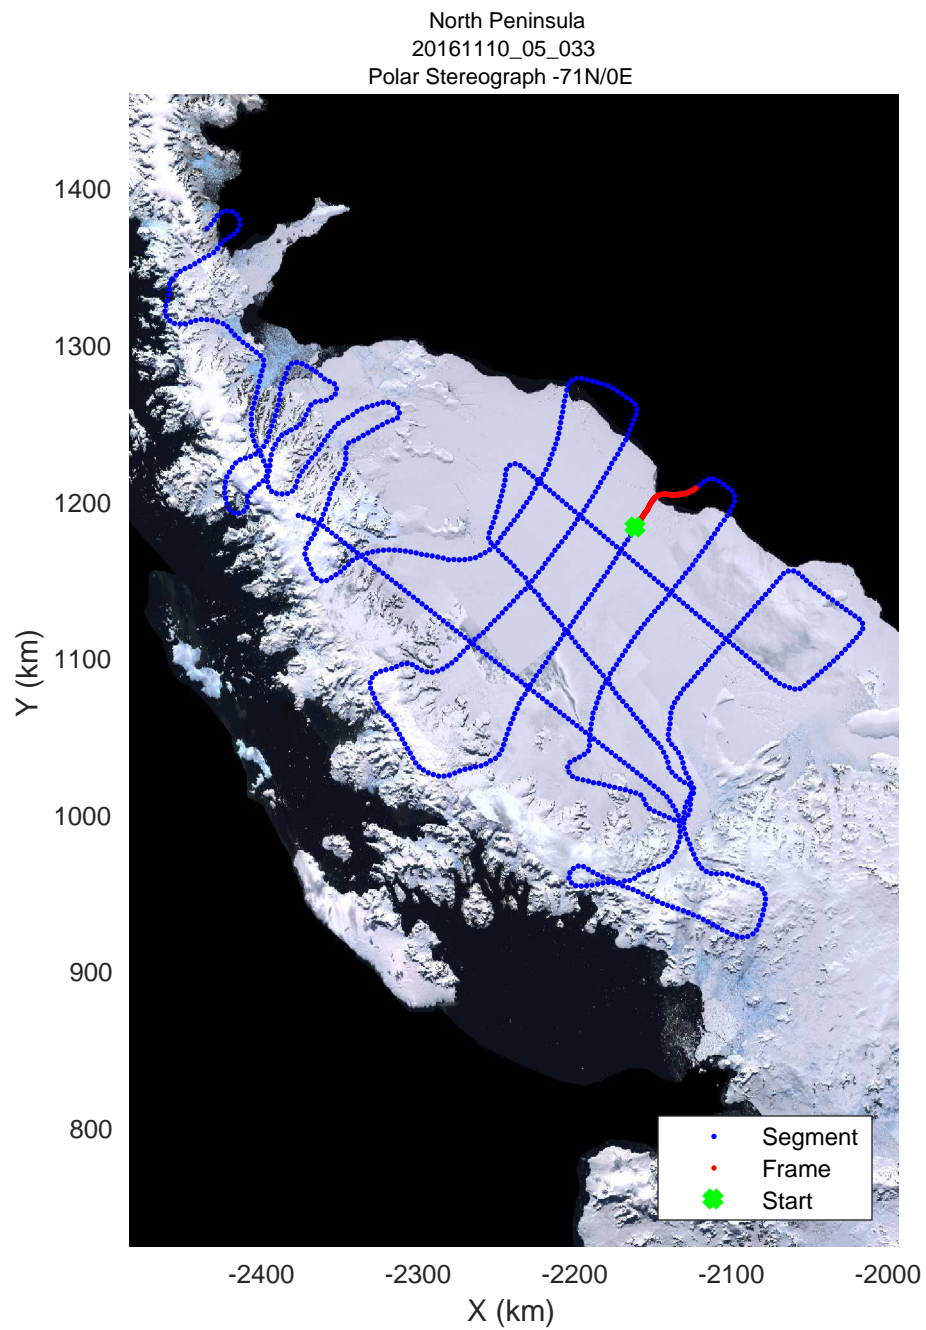 North Peninsula
20161110_05_033
Polar Stereograph -71N/0E
1400
1300
1200
1100
1000
900
800
Y (km)
Segment
Frame
Start
-2400
-2300
-2200
-2100
-2000
X (km)